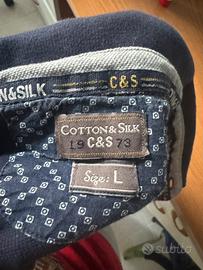 N&SILK C&S
COTTON & SILK
19 C&S 73
Size: L
subito